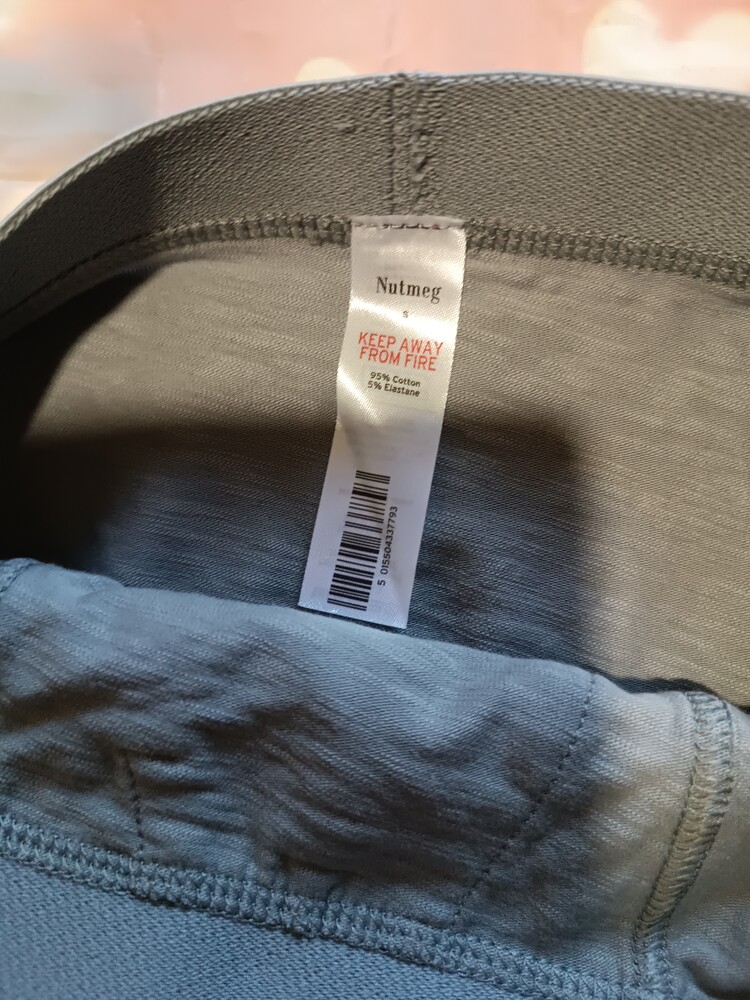 Nutmeg
S
KEEP AWAY
FROM FIRE
95% Cotton
5% Elastane
5 015504337793